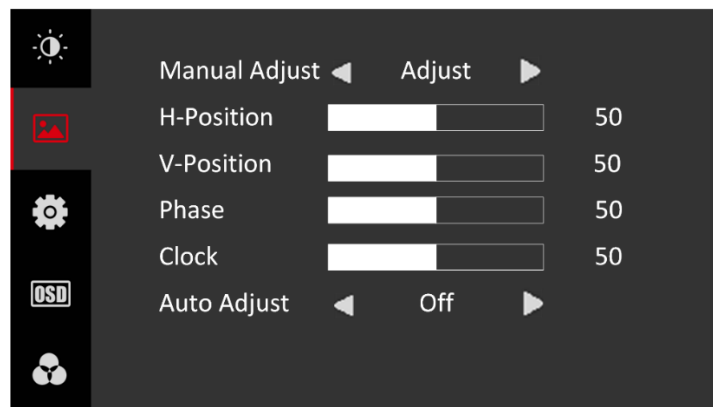 Manual Adjust Adjust
H-Position 50
V-Position 50
Phase 50
Clock 50
OSD
Auto Adjust Off